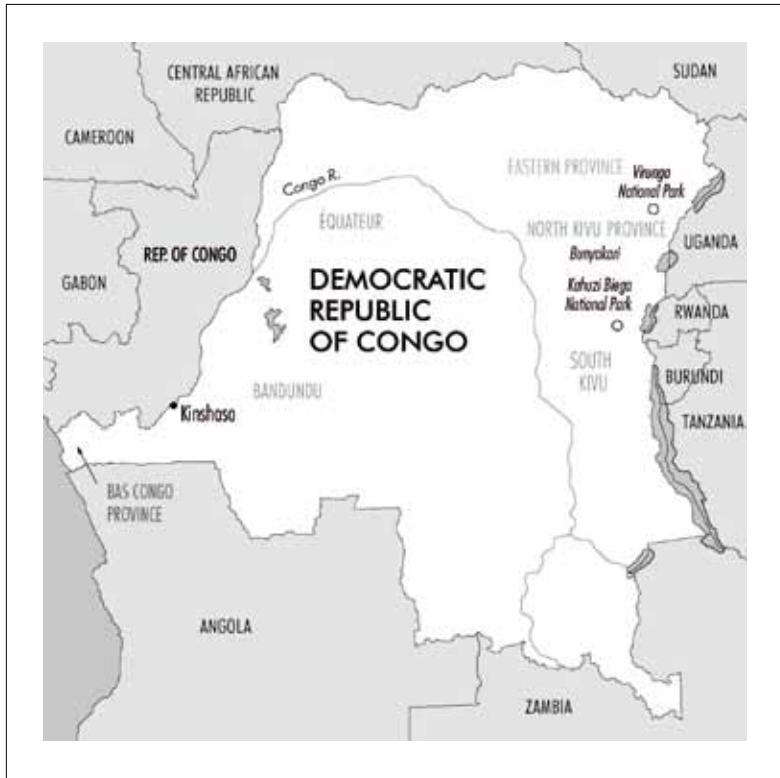 CENTRAL AFRICAN
REPUBLIC
SUDAN
CAMEROON
EASTERN PROVINCE
Virunga
National Park
Congo R.
ÉQUATEUR
NORTH KIVU PROVINCE
UGANDA
REP. OF CONGO
Bunyakari
GABON
DEMOCRATIC
REPUBLIC
OF CONGO
Kahuzi Biega
National Park
RWANDA
SOUTH
KIVU
BURUNDI
BANDUNDU
Kinshasa
TANZANIA
BAS CONGO
PROVINCE
ANGOLA
ZAMBIA